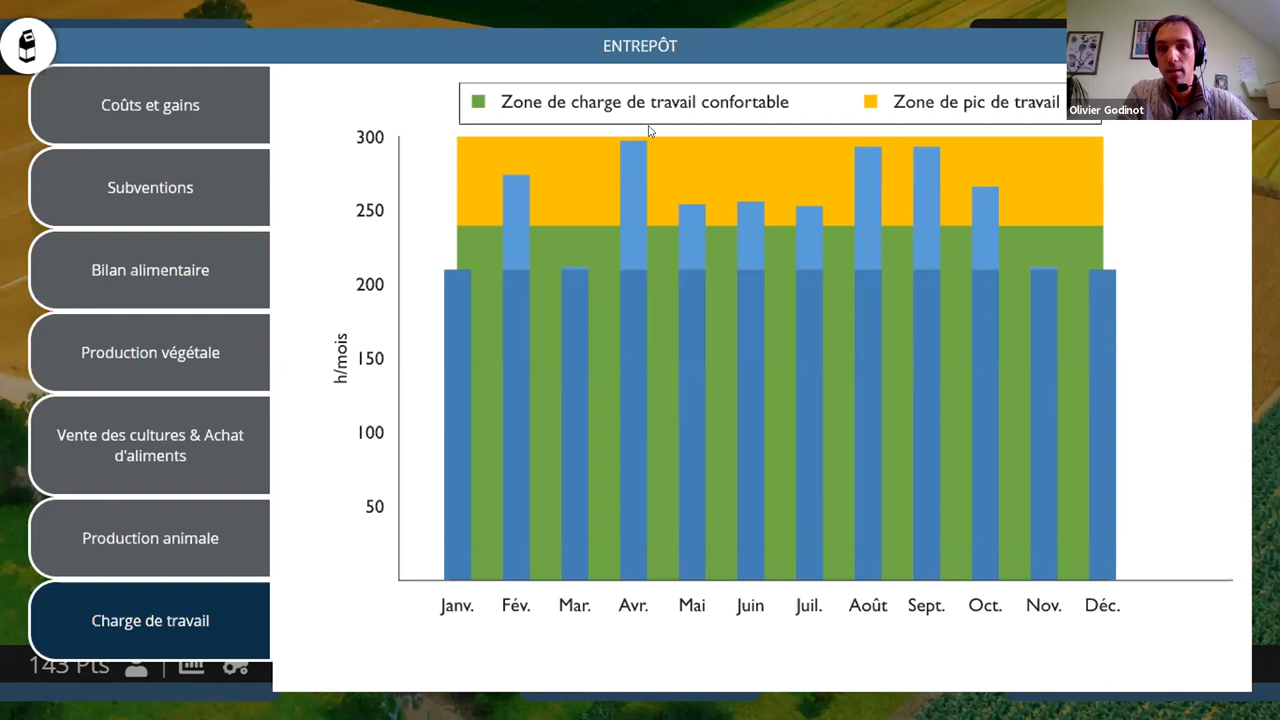 ENTREPÔT
Olivier Godinot
Coûts et gains
Subventions
Bilan alimentaire
Production végétale
Vente des cultures & Achat
d'aliments
Production animale
Charge de travail
143 Pts
Zone de charge de travail confortable
Zone de pic de travail
300
250
200
150
100
50
h/mois
Janv.
Fév.
Mar.
Avr.
Mai
Juin
Juil.
Août
Sept.
Oct.
Nov.
Déc.